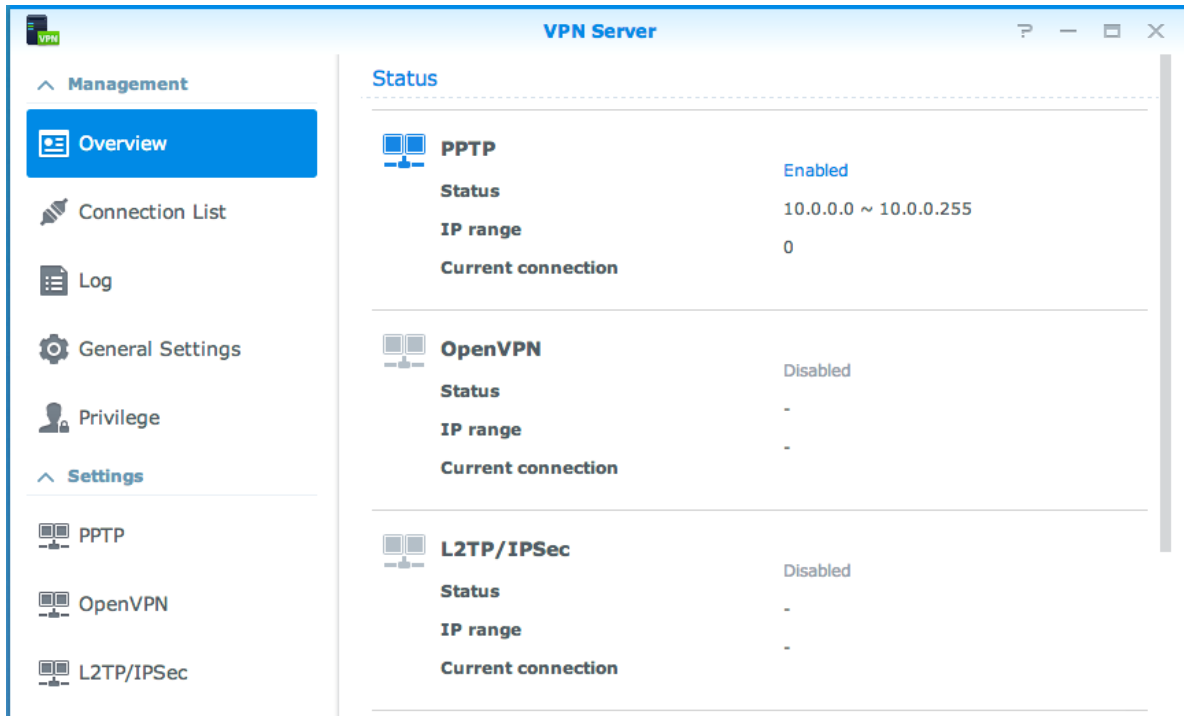 VPN
VPN Server
Management
Overview
Connection List
Log
General Settings
Privilege
Settings
PPTP
OpenVPN
L2TP/IPSec
Status
PPTP
Status
Enabled
IP range
10.0.0.0 ~ 10.0.0.255
Current connection
0
OpenVPN
Status
Disabled
IP range
-
Current connection
-
L2TP/IPSec
Status
Disabled
IP range
-
Current connection
-